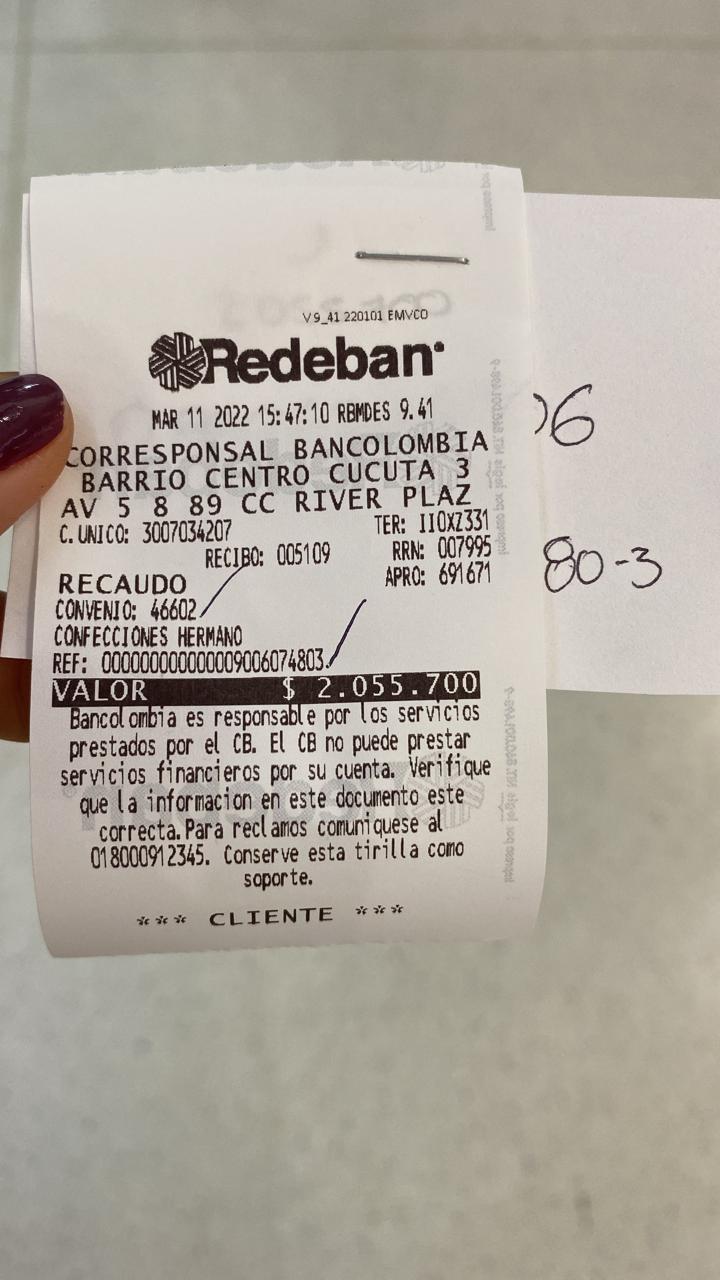 V9_41 220101 EMVCO
Redeban
MAR 11 2022 15:47:10 RBMDES 9.41
CORRESPONSAL BANCOLOMBIA
BARRIO CENTRO CUCUTA 3
AV 5 8 89 CC RIVER PLAZ
C. UNICO: 3007034207 TER: IIOXZ331
RECIBO: 005109 RRN: 007995
RECAUDO APRO: 691671
CONVENIO: 46602
CONFECCIONES HERMANO
REF: 000000000000009006074803
VALOR $ 2.055.700
Bancolombia es responsable por los servicios
prestados por el CB. El CB no puede prestar
servicios financieros por su cuenta. Verifique
que la informacion en este documento este
correcta. Para reclamos comuniquese al
018000912345. Conserve esta tirilla como
soporte.
*** CLIENTE ***
06
80-3